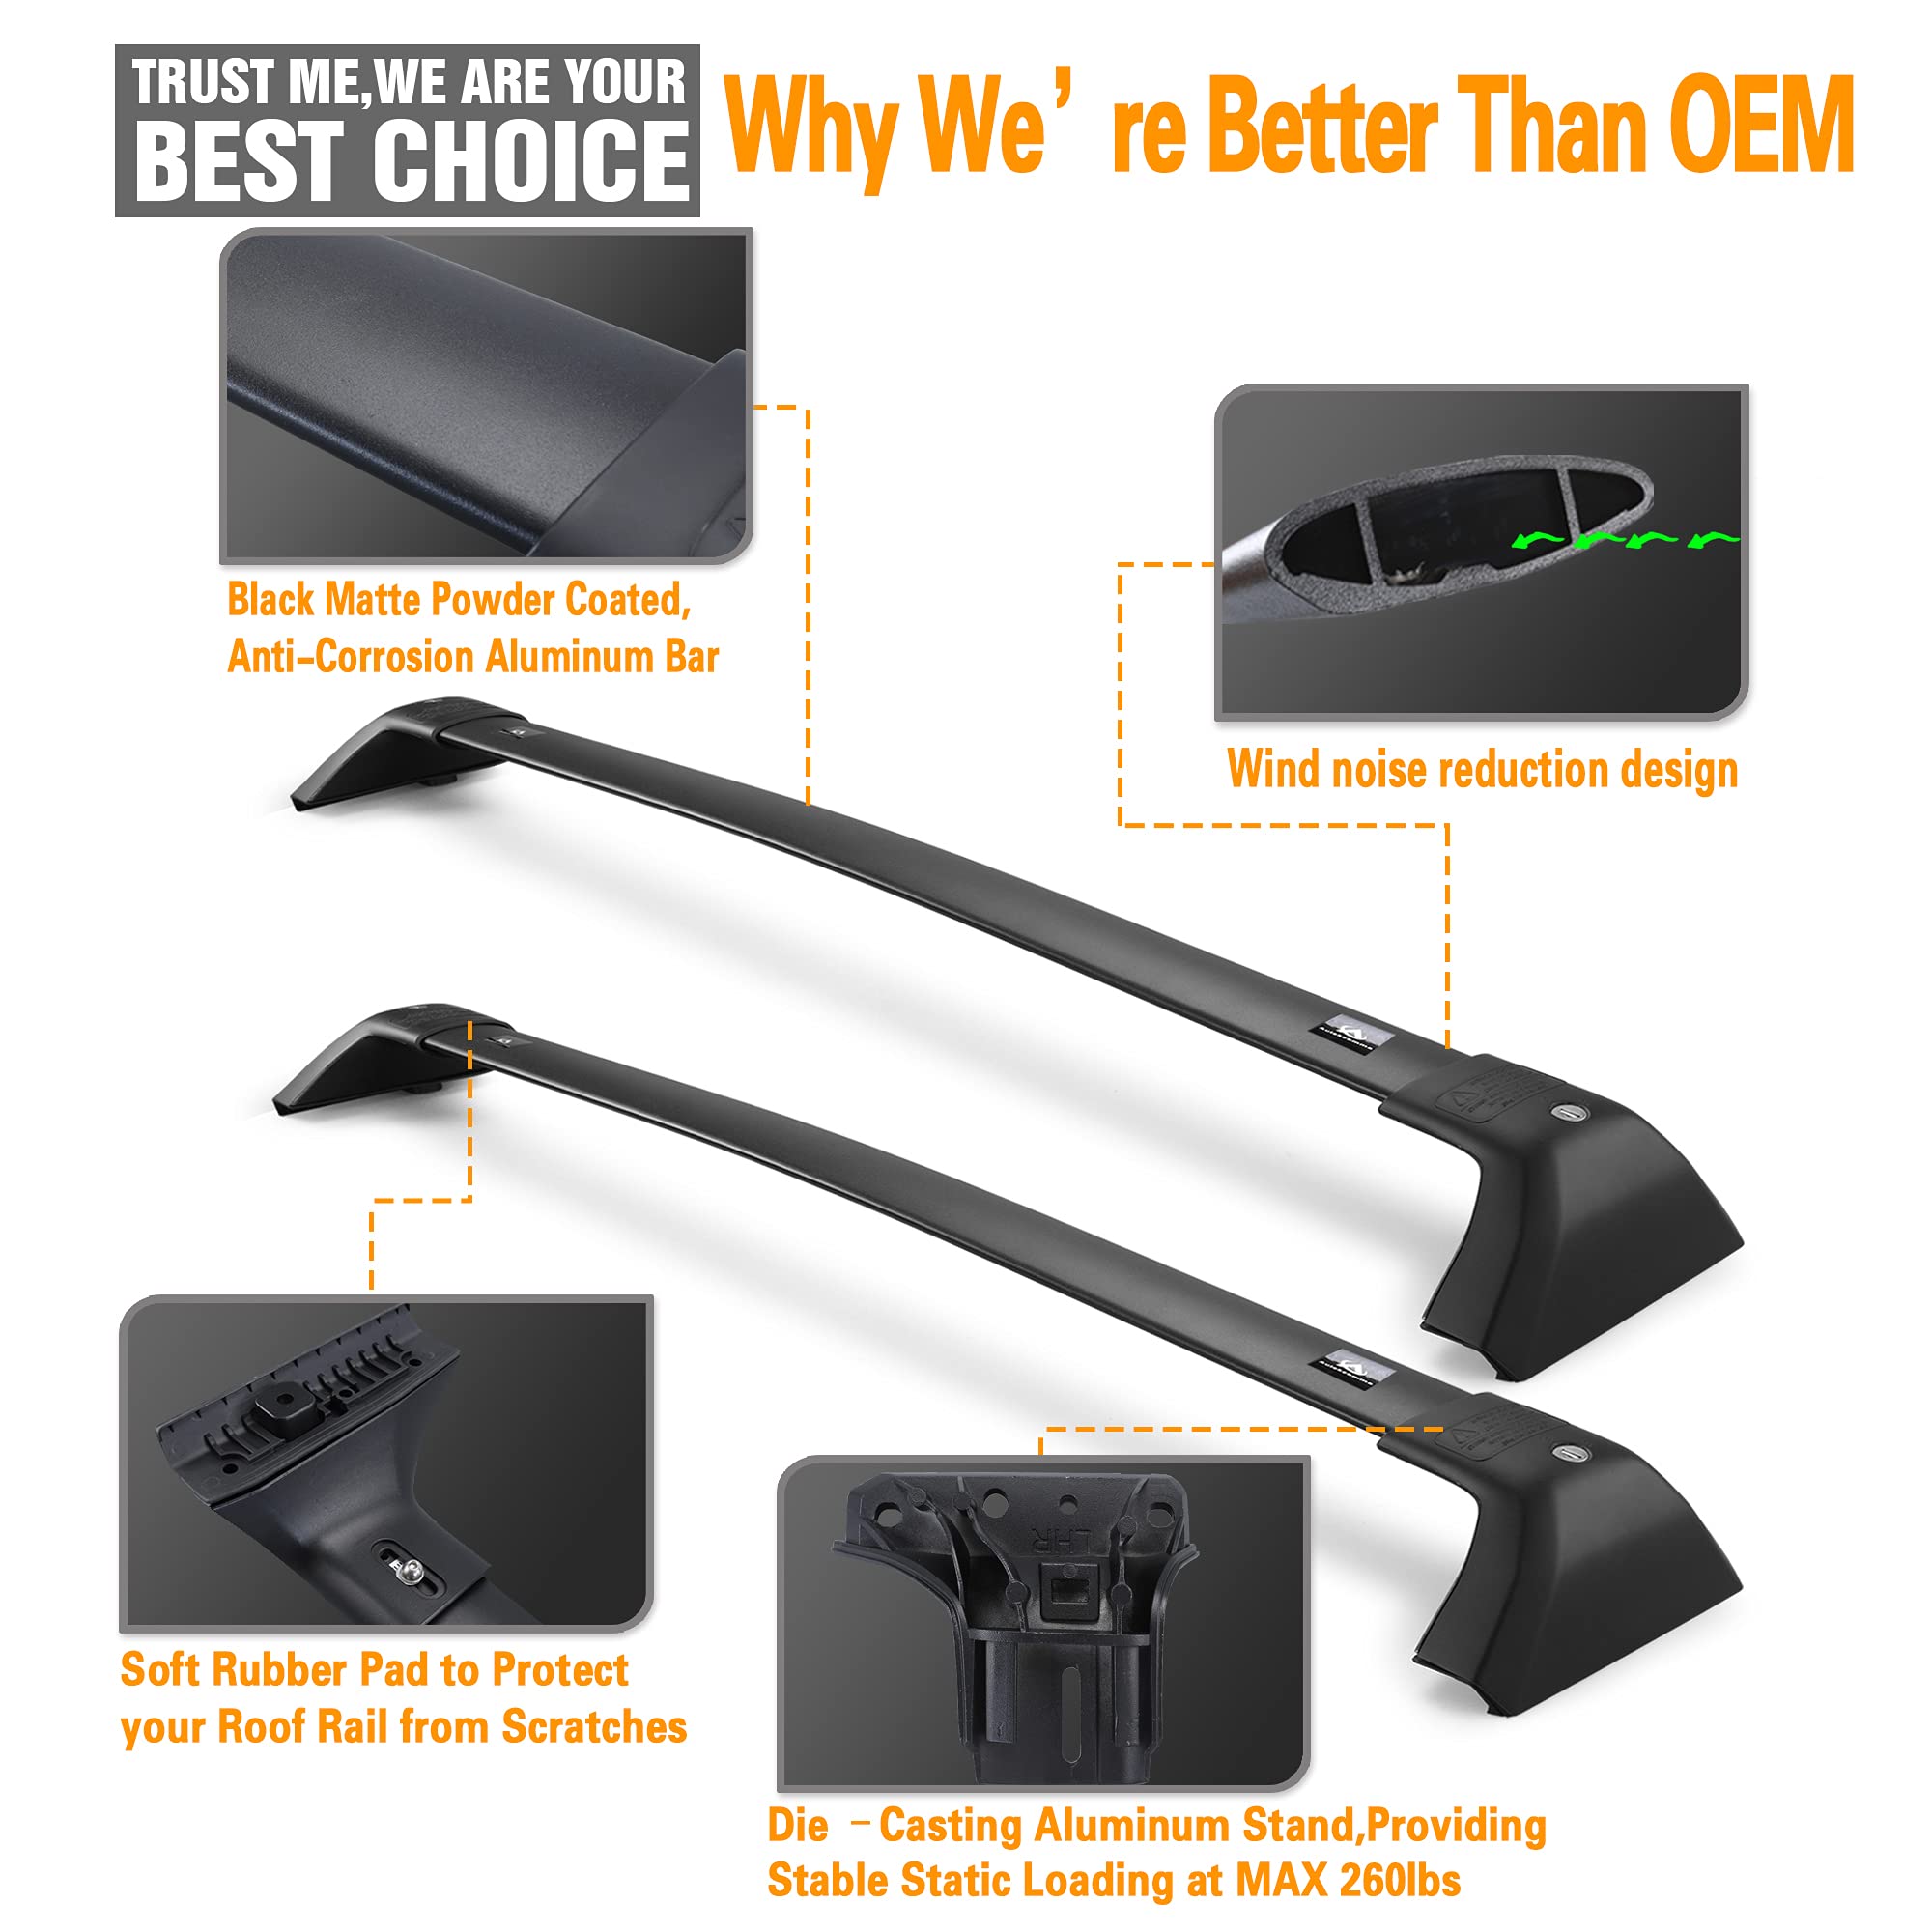 TRUST ME,WE ARE YOUR
BEST CHOICE
Why We’re Better Than OEM
Black Matte Powder Coated,
Anti-Corrosion Aluminum Bar
Wind noise reduction design
Soft Rubber Pad to Protect
your Roof Rail from Scratches
LHR
Die -Casting Aluminum Stand,Providing
Stable Static Loading at MAX 260lbs